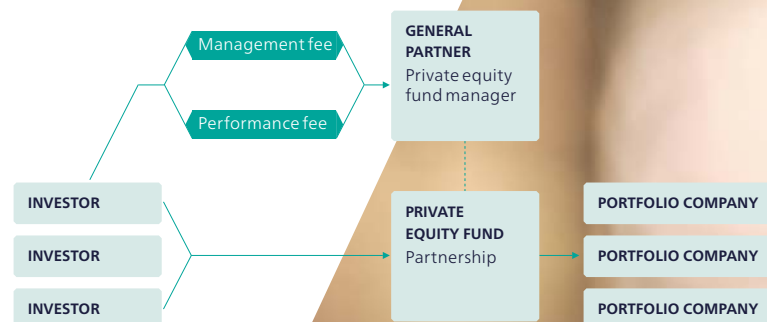 Management fee
Performance fee
GENERAL
PARTNER
Private equity
fund manager
INVESTOR
INVESTOR
INVESTOR
PRIVATE
EQUITY FUND
Partnership
PORTFOLIO COMPANY
PORTFOLIO COMPANY
PORTFOLIO COMPANY